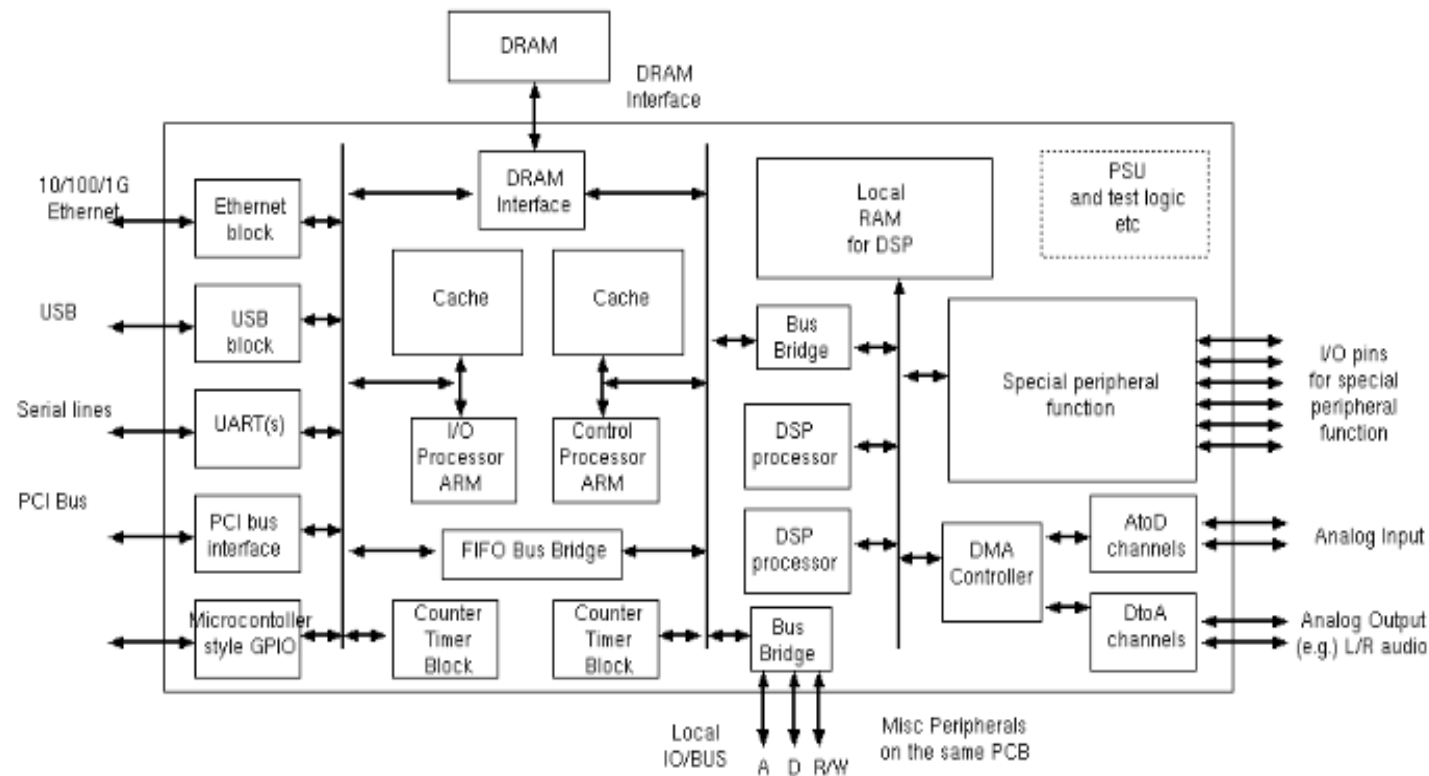 DRAM
DRAM
Interface
10/100/1G
Ethernet
Ethernet
block
DRAM
Interface
Local
RAM
for DSP
PSU
and test logic
etc
USB
USB
block
Cache
Cache
Bus
Bridge
Special peripheral
function
I/O pins
for special
peripheral
function
Serial lines
UART(s)
I/O
Processor
ARM
Control
Processor
ARM
DSP
processor
PCI Bus
PCI bus
interface
FIFO Bus Bridge
DSP
processor
DMA
Controller
AtoD
channels
Analog Input
Microcontoller
style GPIO
Counter
Timer
Block
Counter
Timer
Block
Bus
Bridge
DtoA
channels
Analog Output
(e.g.) L/R audio
Local
IO/BUS
A D R/W
Misc Peripherals
on the same PCB